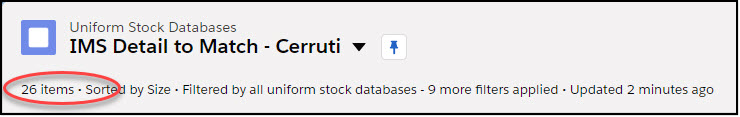 Uniform Stock Databases
IMS Detail to Match - Cerruti
26 items • Sorted by Size • Filtered by all uniform stock databases - 9 more filters applied • Updated 2 minutes ago